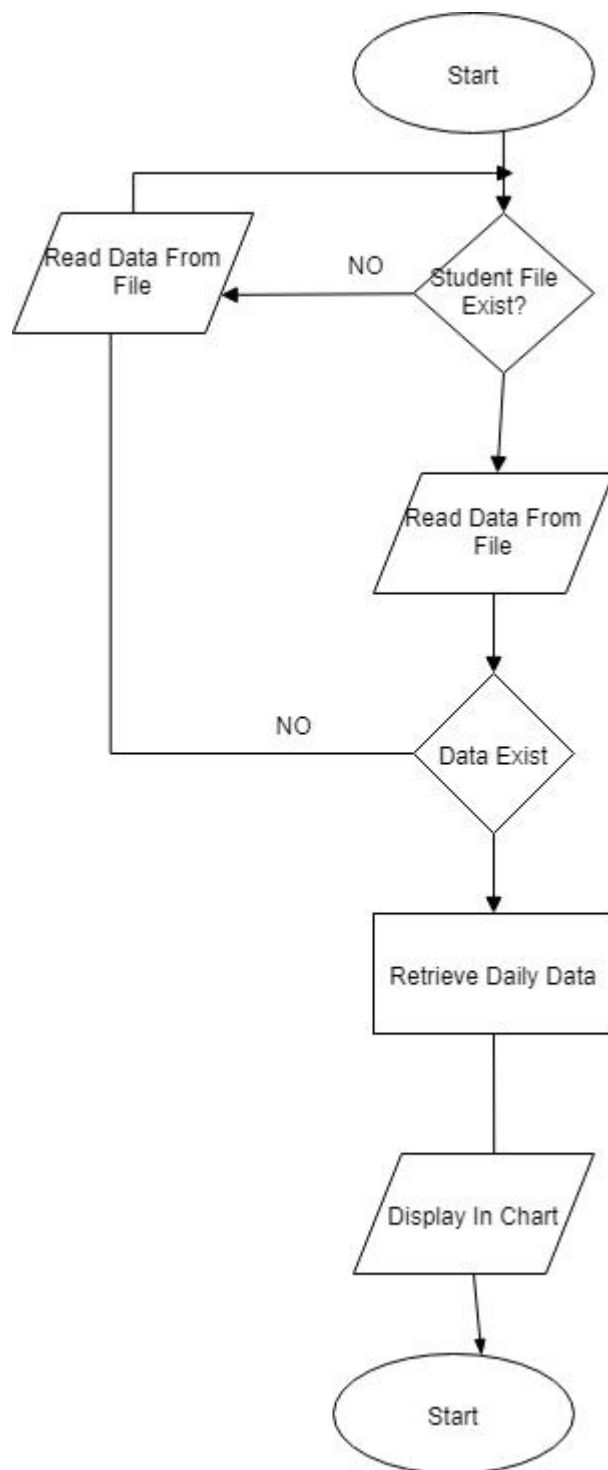 Start
Read Data From
File
NO
Student File
Exist?
Read Data From
File
NO
Data Exist
Retrieve Daily Data
Display In Chart
Start